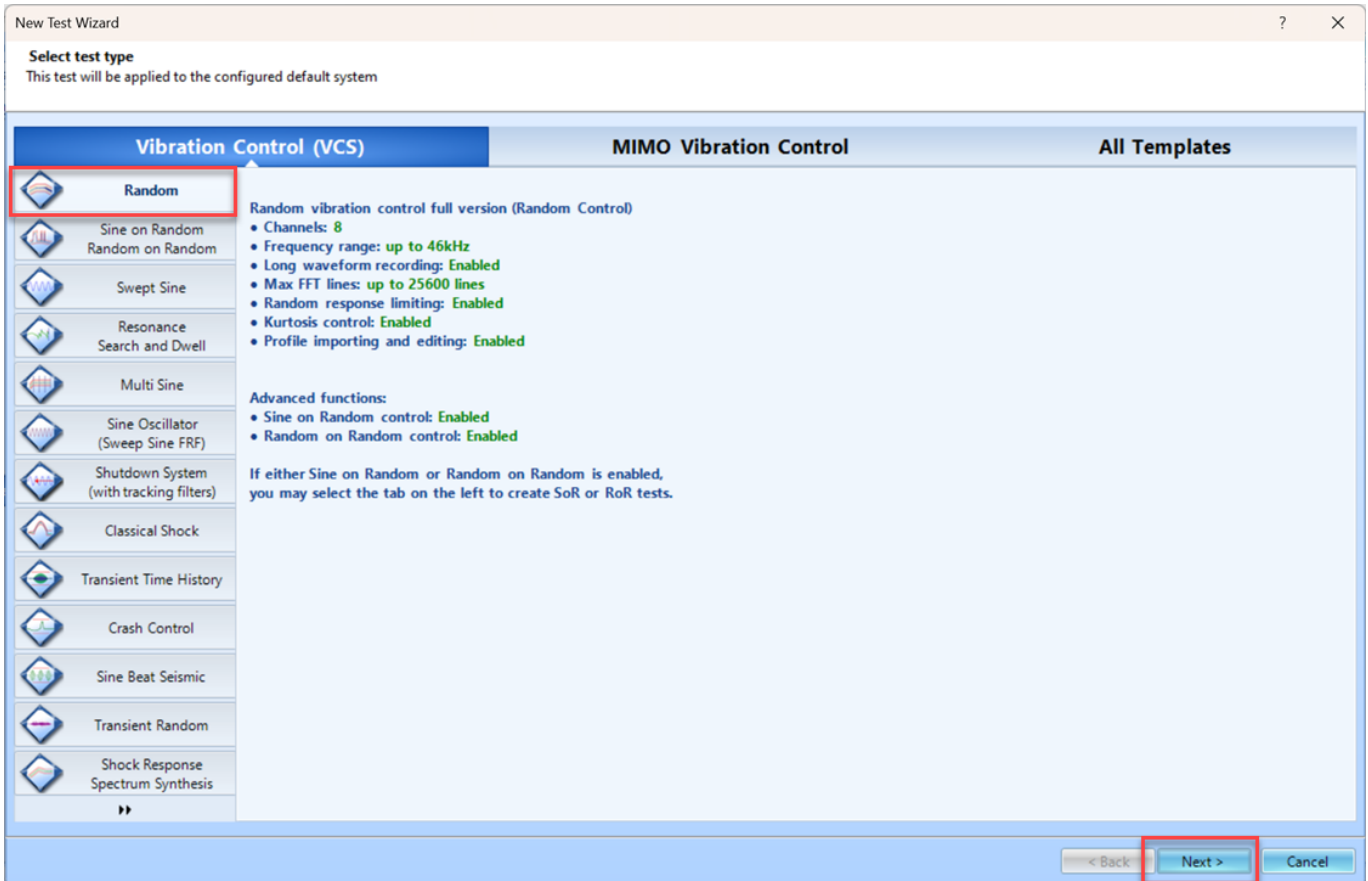 New Test Wizard
?
Select test type
This test will be applied to the configured default system
Vibration Control (VCS)
MIMO Vibration Control
All Templates
Random
Sine on Random
Random on Random
Swept Sine
Resonance
Search and Dwell
Multi Sine
Sine Oscillator
(Sweep Sine FRF)
Shutdown System
(with tracking filters)
Classical Shock
Transient Time History
Crash Control
Sine Beat Seismic
Transient Random
Shock Response
Spectrum Synthesis
Random vibration control full version (Random Control)
• Channels: 8
• Frequency range: up to 46kHz
• Long waveform recording: Enabled
• Max FFT lines: up to 25600 lines
• Random response limiting: Enabled
• Kurtosis control: Enabled
• Profile importing and editing: Enabled
Advanced functions:
• Sine on Random control: Enabled
• Random on Random control: Enabled
If either Sine on Random or Random on Random is enabled,
you may select the tab on the left to create SoR or RoR tests.
< Back
Next >
Cancel